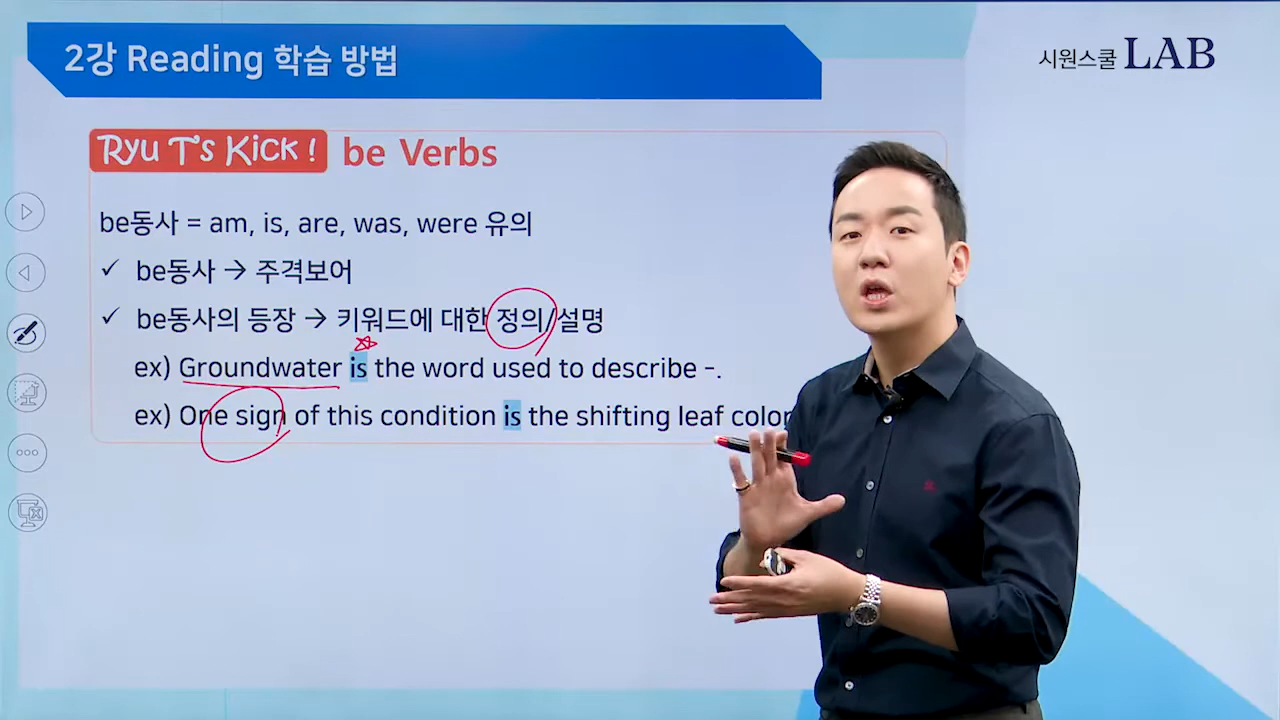 2강 Reading 학습 방법
시원스쿨 LAB
Ryu T's Kick! be Verbs
be동사 = am, is, are, was, were 유의
✓ be동사 → 주격보어
✓ be동사의 등장 → 키워드에 대한 정의/설명
ex) Groundwater is the word used to describe -.
ex) One sign of this condition is the shifting leaf color